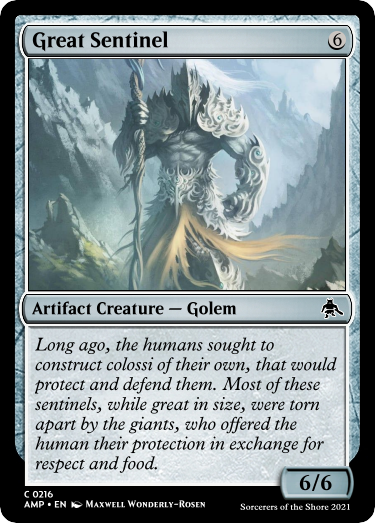 Great Sentinel 6
Artifact Creature — Golem
Long ago, the humans sought to
construct colossi of their own, that would
protect and defend them. Most of these
sentinels, while great in size, were torn
apart by the giants, who offered the
human their protection in exchange for
respect and food.
6/6
C 0216
AMP • EN Maxwell Wonderly-Rosen
Sorcerers of the Shore 2021